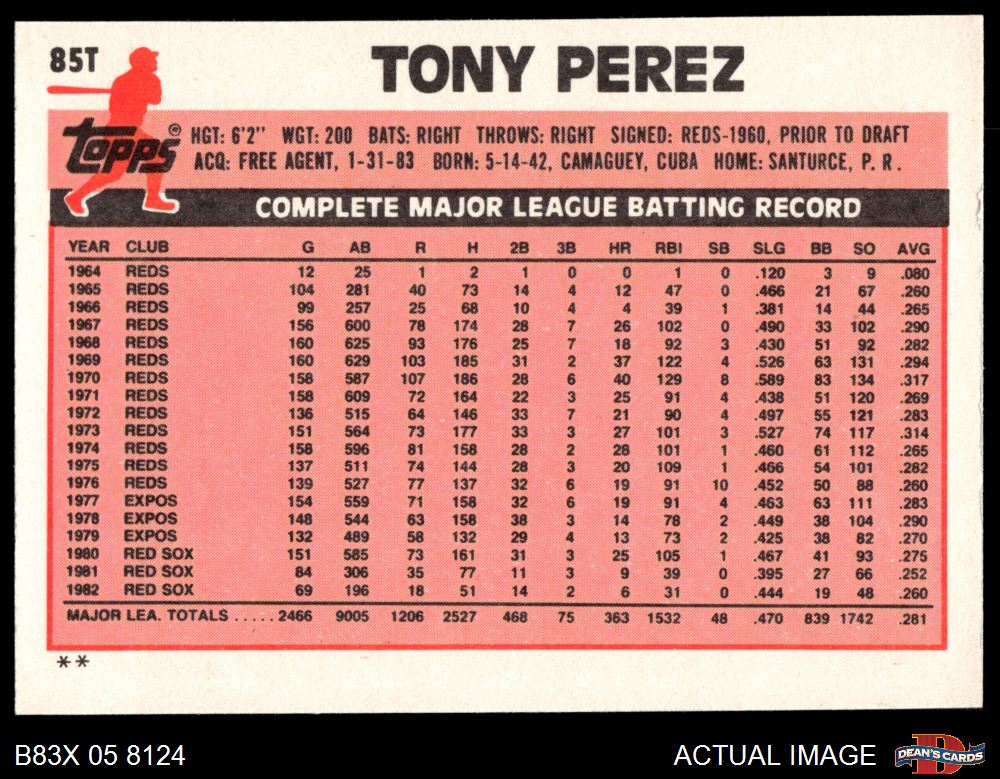 85T
TONY PEREZ
Topps®
HGT: 6'2" WGT: 200 BATS: RIGHT THROWS: RIGHT SIGNED: REDS-1960, PRIOR TO DRAFT
ACQ: FREE AGENT, 1-31-83 BORN: 5-14-42, CAMAGUEY, CUBA HOME: SANTURCE, P. R.
COMPLETE MAJOR LEAGUE BATTING RECORD
YEAR CLUB G AB R H 2B 3B HR RBI SB SLG BB SO AVG
1964 REDS 12 25 1 2 1 0 0 1 0 .120 3 9 .080
1965 REDS 104 281 40 73 14 4 12 47 0 .466 21 67 .260
1966 REDS 99 257 25 68 10 4 4 39 1 .381 14 44 .265
1967 REDS 156 600 78 174 28 7 26 102 0 .490 33 102 .290
1968 REDS 160 625 93 176 25 7 18 92 3 .430 51 92 .282
1969 REDS 160 629 103 185 31 2 37 122 4 .526 63 131 .294
1970 REDS 158 587 107 186 28 6 40 129 8 .589 83 134 .317
1971 REDS 158 609 72 164 22 3 25 91 4 .438 51 120 .269
1972 REDS 136 515 64 146 33 7 21 90 4 .497 55 121 .283
1973 REDS 151 564 73 177 33 3 27 101 3 .527 74 117 .314
1974 REDS 158 596 81 158 28 2 28 101 1 .460 61 112 .265
1975 REDS 137 511 74 144 28 3 20 109 1 .466 54 101 .282
1976 REDS 139 527 77 137 32 6 19 91 10 .452 50 88 .260
1977 EXPOS 154 559 71 158 32 6 19 91 4 .463 63 111 .283
1978 EXPOS 148 544 63 158 38 3 14 78 2 .449 38 104 .290
1979 EXPOS 132 489 58 132 29 4 13 73 2 .425 38 82 .270
1980 RED SOX 151 585 73 161 31 3 25 105 1 .467 41 93 .275
1981 RED SOX 84 306 35 77 11 3 9 39 0 .395 27 66 .252
1982 RED SOX 69 196 18 51 14 2 6 31 0 .444 19 48 .260
MAJOR LEA. TOTALS ..... 2466 9005 1206 2527 468 75 363 1532 48 .470 839 1742 .281
**
B83X 05 8124 ACTUAL IMAGE DEAN'S CARDS